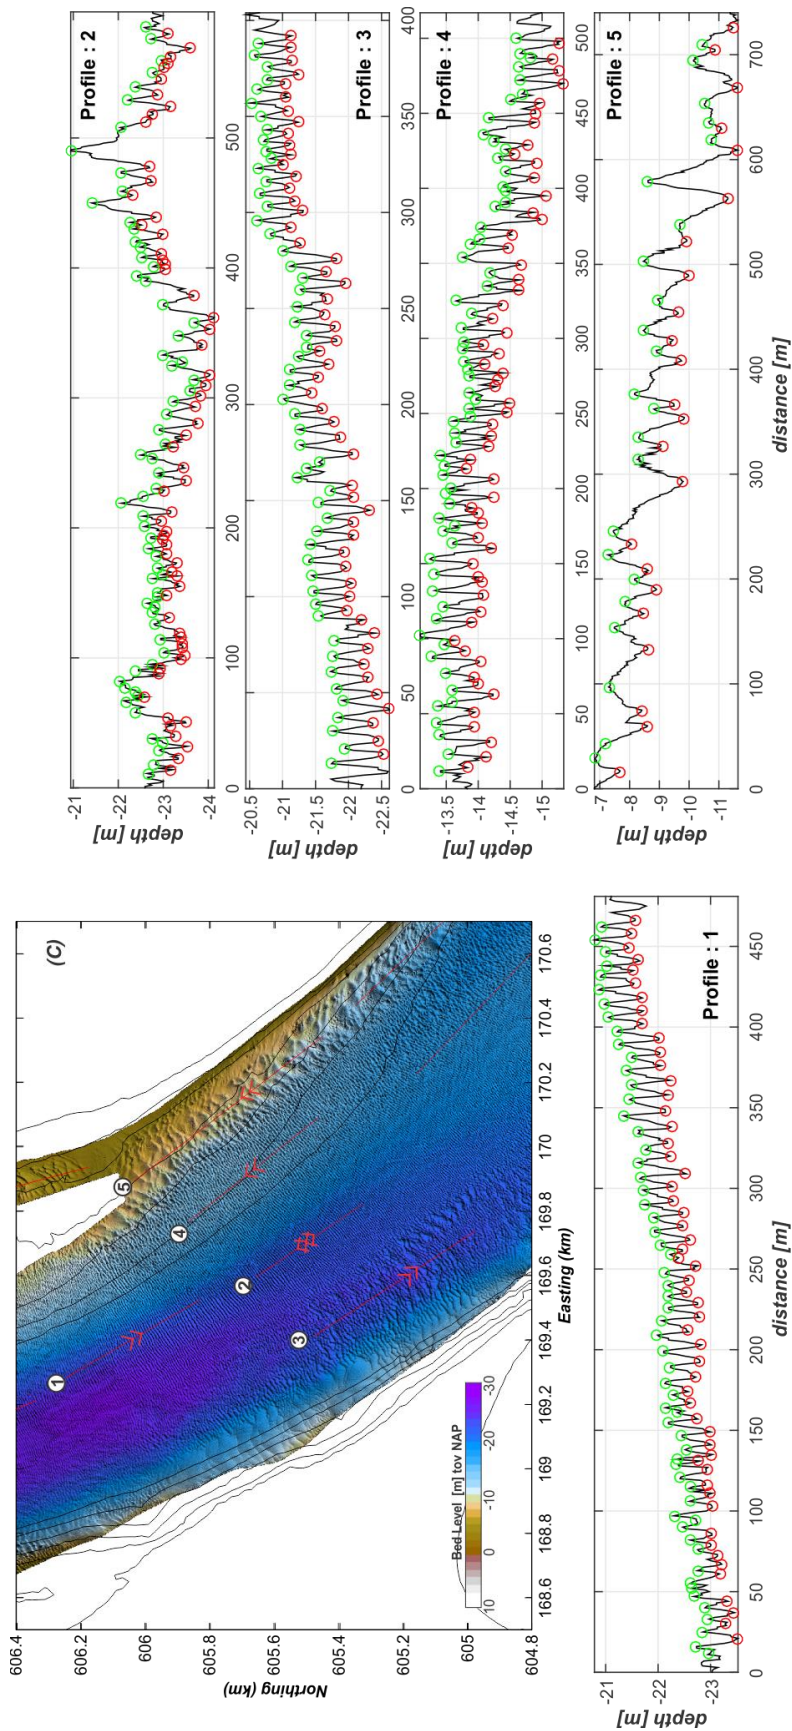 (C)
606.4
606.2
606
605.8
605.6
605.4
605.2
605
604.8
Northing (km)
1
2
3
4
5
Bed Level [m] tov NAP
10 0 -10 -20 -30
168.6 168.8 169 169.2 169.4 169.6 169.8 170 170.2 170.4 170.6
Easting (km)
Profile : 1
-21
-22
-23
depth [m]
0 50 100 150 200 250 300 350 400 450
distance [m]
Profile : 2
-21
-22
-23
-24
depth [m]
0 100 200 300 400 500
Profile : 3
-20.5
-21
-21.5
-22
-22.5
depth [m]
0 50 100 150 200 250 300 350 400
Profile : 4
-13.5
-14
-14.5
-15
depth [m]
0 50 100 150 200 250 300 350 400 450 500
Profile : 5
-7
-8
-9
-10
-11
depth [m]
0 100 200 300 400 500 600 700
distance [m]